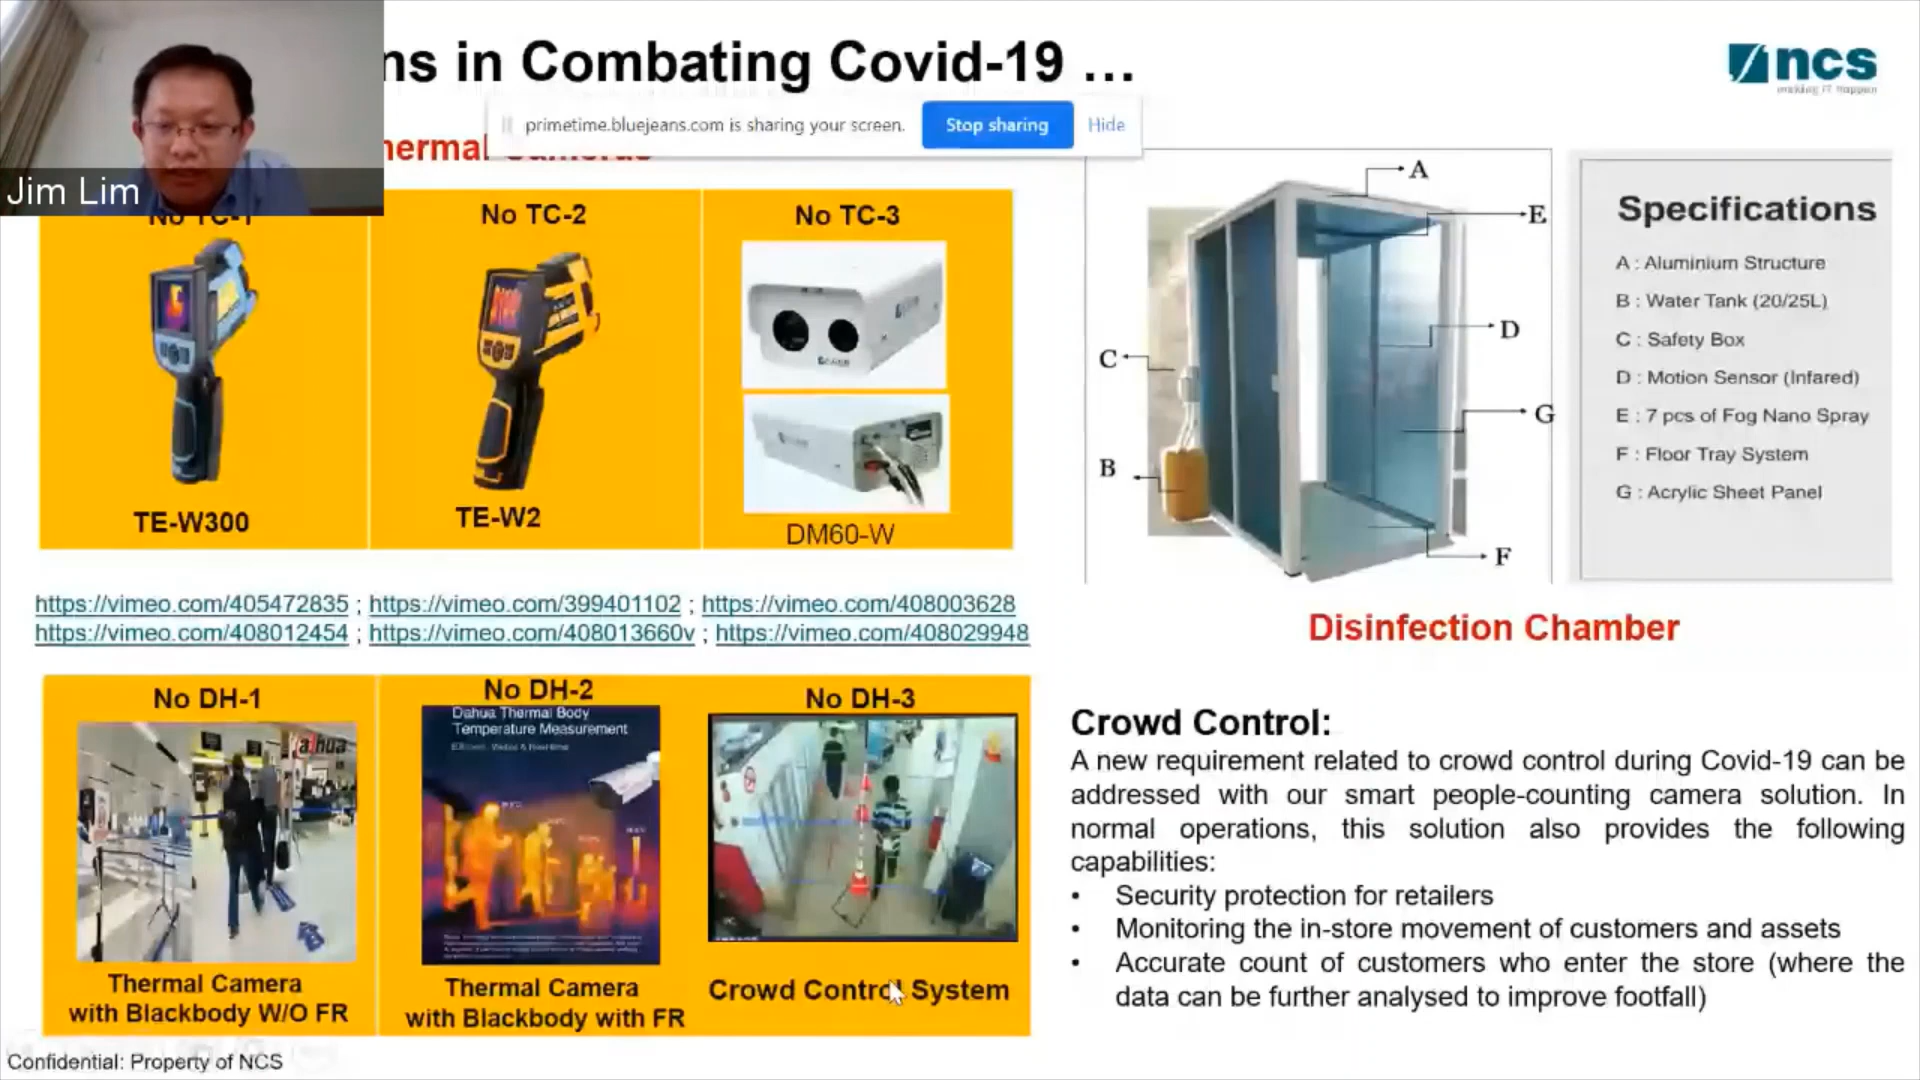 ns in Combating Covid-19 ...
ncs
making IT happen
primetime.bluejeans.com is sharing your screen.
Stop sharing
Hide
hermal Cameras
Jim Lim
No TC-1
No TC-2
No TC-3
TE-W300
TE-W2
DM60-W
https://vimeo.com/405472835 ; https://vimeo.com/399401102 ; https://vimeo.com/408003628
https://vimeo.com/408012454 ; https://vimeo.com/408013660v ; https://vimeo.com/408029948
A
E
D
C
G
B
F
Specifications
A : Aluminium Structure
B : Water Tank (20/25L)
C : Safety Box
D : Motion Sensor (Infared)
E : 7 pcs of Fog Nano Spray
F : Floor Tray System
G : Acrylic Sheet Panel
Disinfection Chamber
No DH-1
alhua
Thermal Camera
with Blackbody W/O FR
No DH-2
Dahua Thermal Body
Temperature Measurement
Thermal Camera
with Blackbody with FR
No DH-3
Crowd Control System
Crowd Control:
A new requirement related to crowd control during Covid-19 can be
addressed with our smart people-counting camera solution. In
normal operations, this solution also provides the following
capabilities:
• Security protection for retailers
• Monitoring the in-store movement of customers and assets
• Accurate count of customers who enter the store (where the
data can be further analysed to improve footfall)
Confidential: Property of NCS